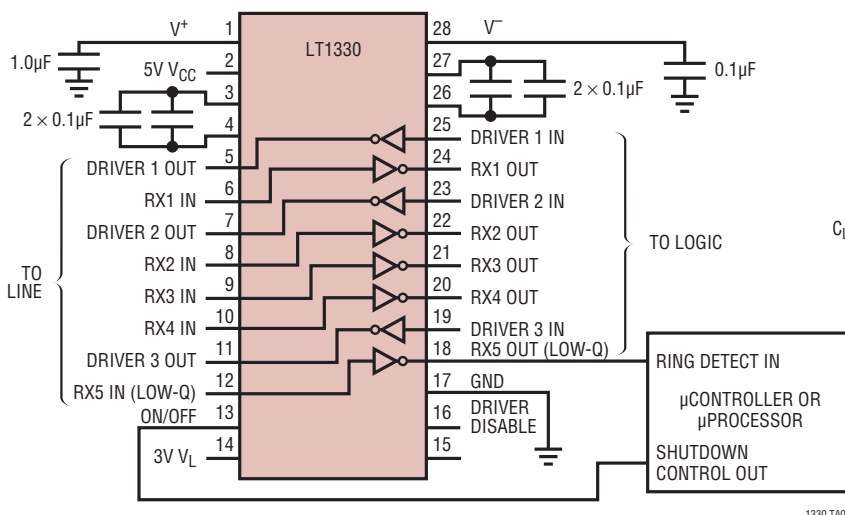 LT1330
V+
1
1.0µF
5V VCC
2
3
2 × 0.1µF
4
DRIVER 1 OUT
5
RX1 IN
6
DRIVER 2 OUT
7
RX2 IN
8
RX3 IN
9
RX4 IN
10
DRIVER 3 OUT
11
RX5 IN (LOW-Q)
12
ON/OFF
13
3V VL
14
TO
LINE
28
V–
0.1µF
27
2 × 0.1µF
26
25
DRIVER 1 IN
24
RX1 OUT
23
DRIVER 2 IN
22
RX2 OUT
21
RX3 OUT
20
RX4 OUT
19
DRIVER 3 IN
18
RX5 OUT (LOW-Q)
17
GND
16
DRIVER
DISABLE
15
TO LOGIC
RING DETECT IN
µCONTROLLER OR
µPROCESSOR
SHUTDOWN
CONTROL OUT
CL
1330 TA0